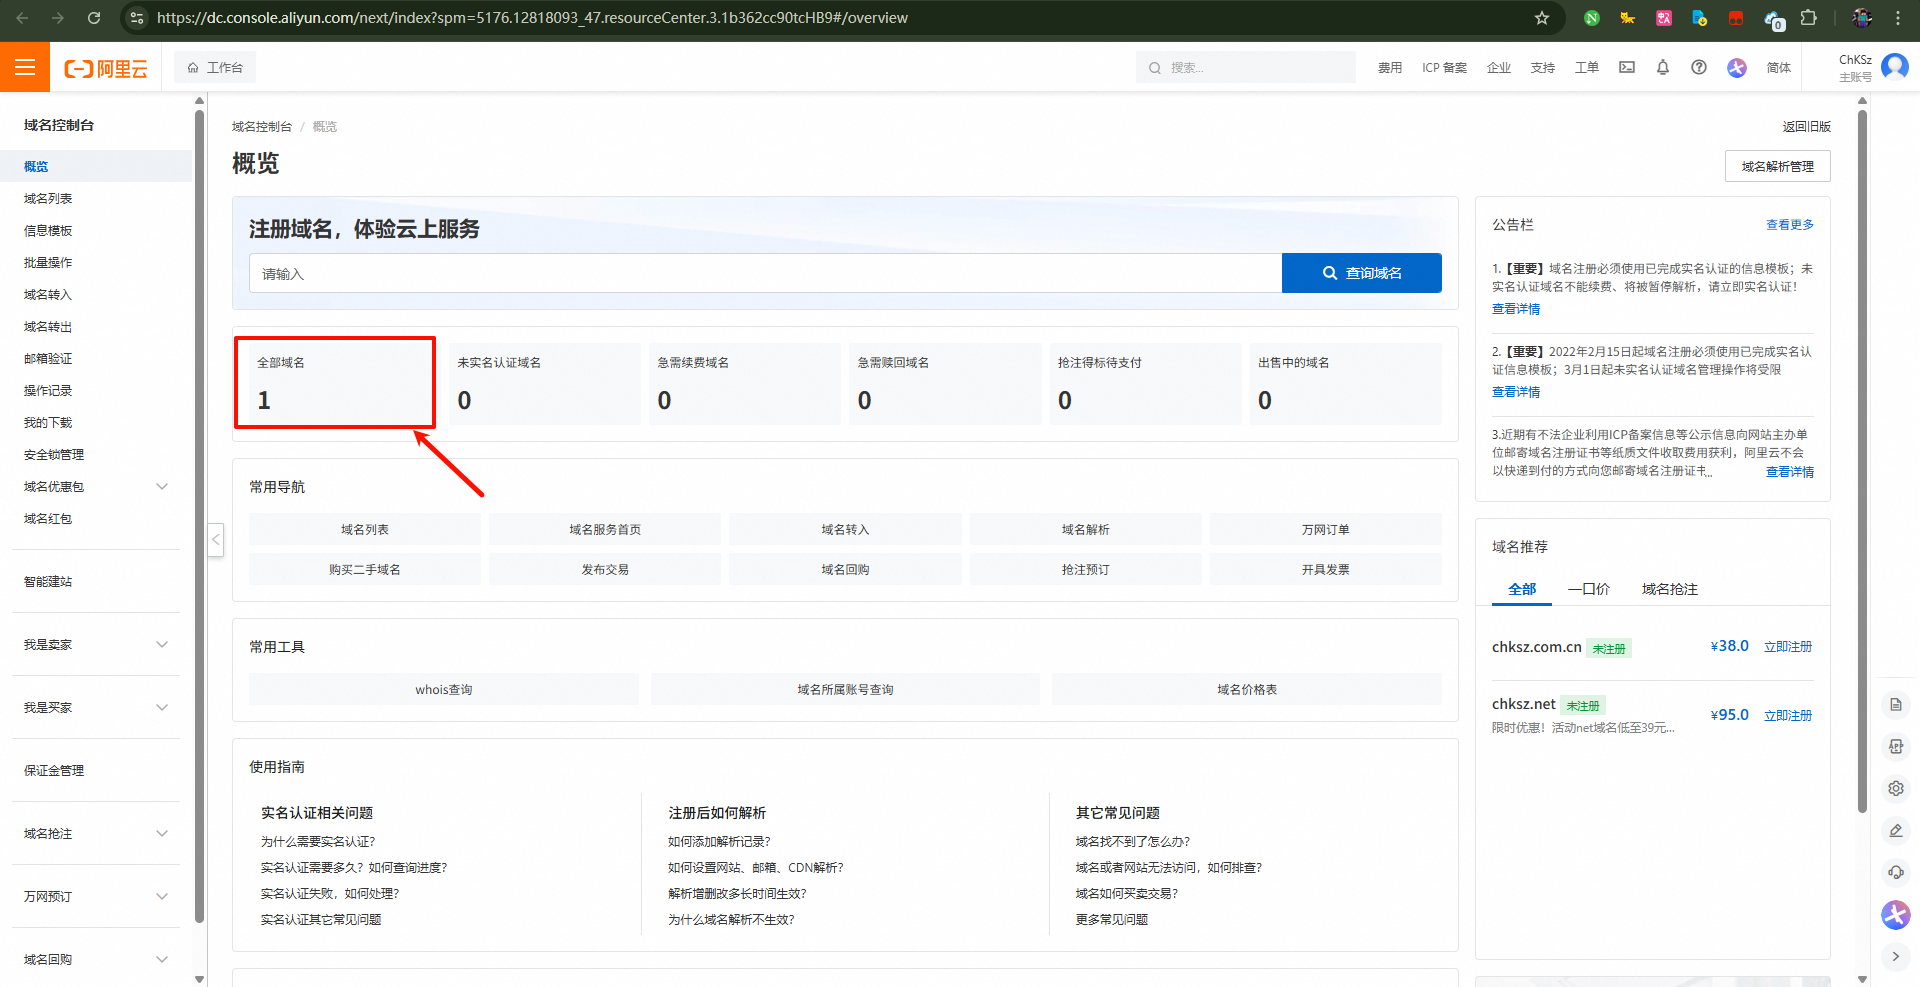 https://dc.console.aliyun.com/next/index?spm=5176.12818093_47.resourceCenter.3.1b362cc90tcHB9#/overview
0
阿里云
工作台
搜索...
费用
ICP 备案
企业
支持
工单
简体
ChKSz
主账号
域名控制台
概览
域名列表
信息模板
批量操作
域名转入
域名转出
邮箱验证
操作记录
我的下载
安全锁管理
域名优惠包
域名红包
智能建站
我是卖家
我是买家
保证金管理
域名抢注
万网预订
域名回购
域名控制台 / 概览
返回旧版
概览
域名解析管理
注册域名，体验云上服务
请输入
查询域名
全部域名
1
未实名认证域名
0
急需续费域名
0
急需赎回域名
0
抢注得标待支付
0
出售中的域名
0
常用导航
域名列表
域名服务首页
域名转入
域名解析
万网订单
购买二手域名
发布交易
域名回购
抢注预订
开具发票
常用工具
whois查询
域名所属账号查询
域名价格表
使用指南
实名认证相关问题
为什么需要实名认证?
实名认证需要多久? 如何查询进度?
实名认证失败，如何处理?
实名认证其它常见问题
注册后如何解析
如何添加解析记录?
如何设置网站、邮箱、CDN解析?
解析增删改多长时间生效?
为什么域名解析不生效?
其它常见问题
域名找不到了怎么办?
域名或者网站无法访问，如何排查?
域名如何买卖交易?
更多常见问题
公告栏
查看更多
1.【重要】域名注册必须使用已完成实名认证的信息模板；未
实名认证域名不能续费、将被暂停解析，请立即实名认证！
查看详情
2.【重要】2022年2月15日起域名注册必须使用已完成实名认
证信息模板；3月1日起未实名认证域名管理操作将受限
查看详情
3.近期有不法企业利用ICP备案信息等公示信息向网站主办单
位邮寄域名注册证书等纸质文件收取费用获利，阿里云不会
以快递到付的方式向您邮寄域名注册证书...
查看详情
域名推荐
全部
一口价
域名抢注
chksz.com.cn 未注册
¥38.0 立即注册
chksz.net 未注册
¥95.0 立即注册
限时优惠！活动net域名低至39元...
APP